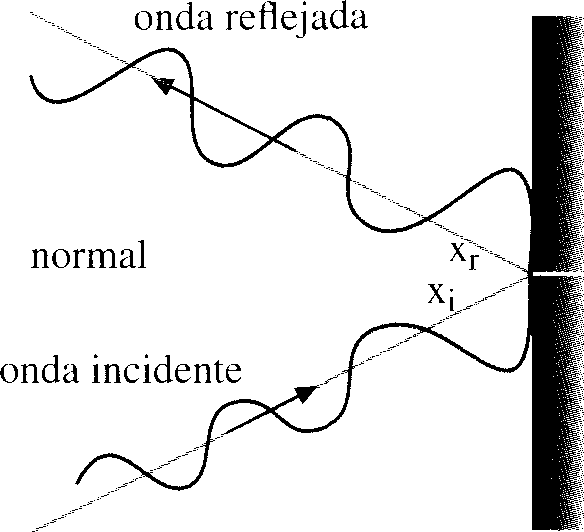 onda reflejada
normal
x_r
x_i
onda incidente